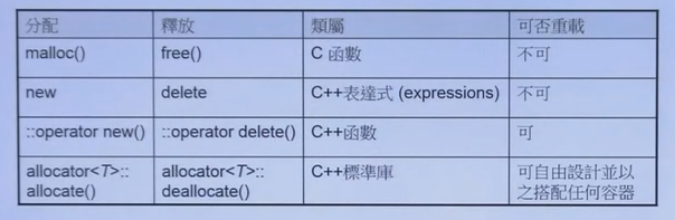 分配 釋放 類屬 可否重載
malloc() free() C 函數 不可
new delete C++表達式 (expressions) 不可
::operator new() ::operator delete() C++函數 可
allocator<T>:: allocator<T>:: C++標準庫 可自由設計並以
allocate() deallocate() 之搭配任何容器